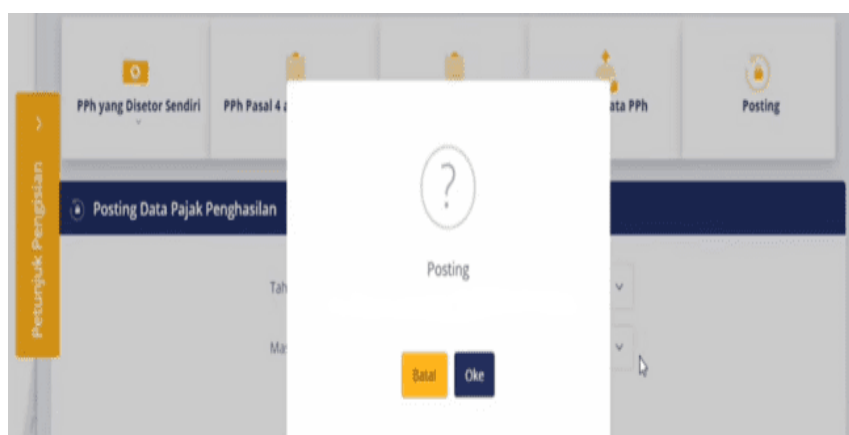 PPh yang Disetor Sendiri
PPh Pasal 4 a
ata PPh
Posting
Petunjuk Pengisian
Posting Data Pajak Penghasilan
Tah
Mas
?
Posting
Batal
Oke